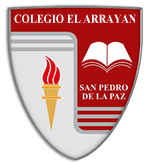 COLEGIO EL ARRAYAN
SAN PEDRO
DE LA PAZ